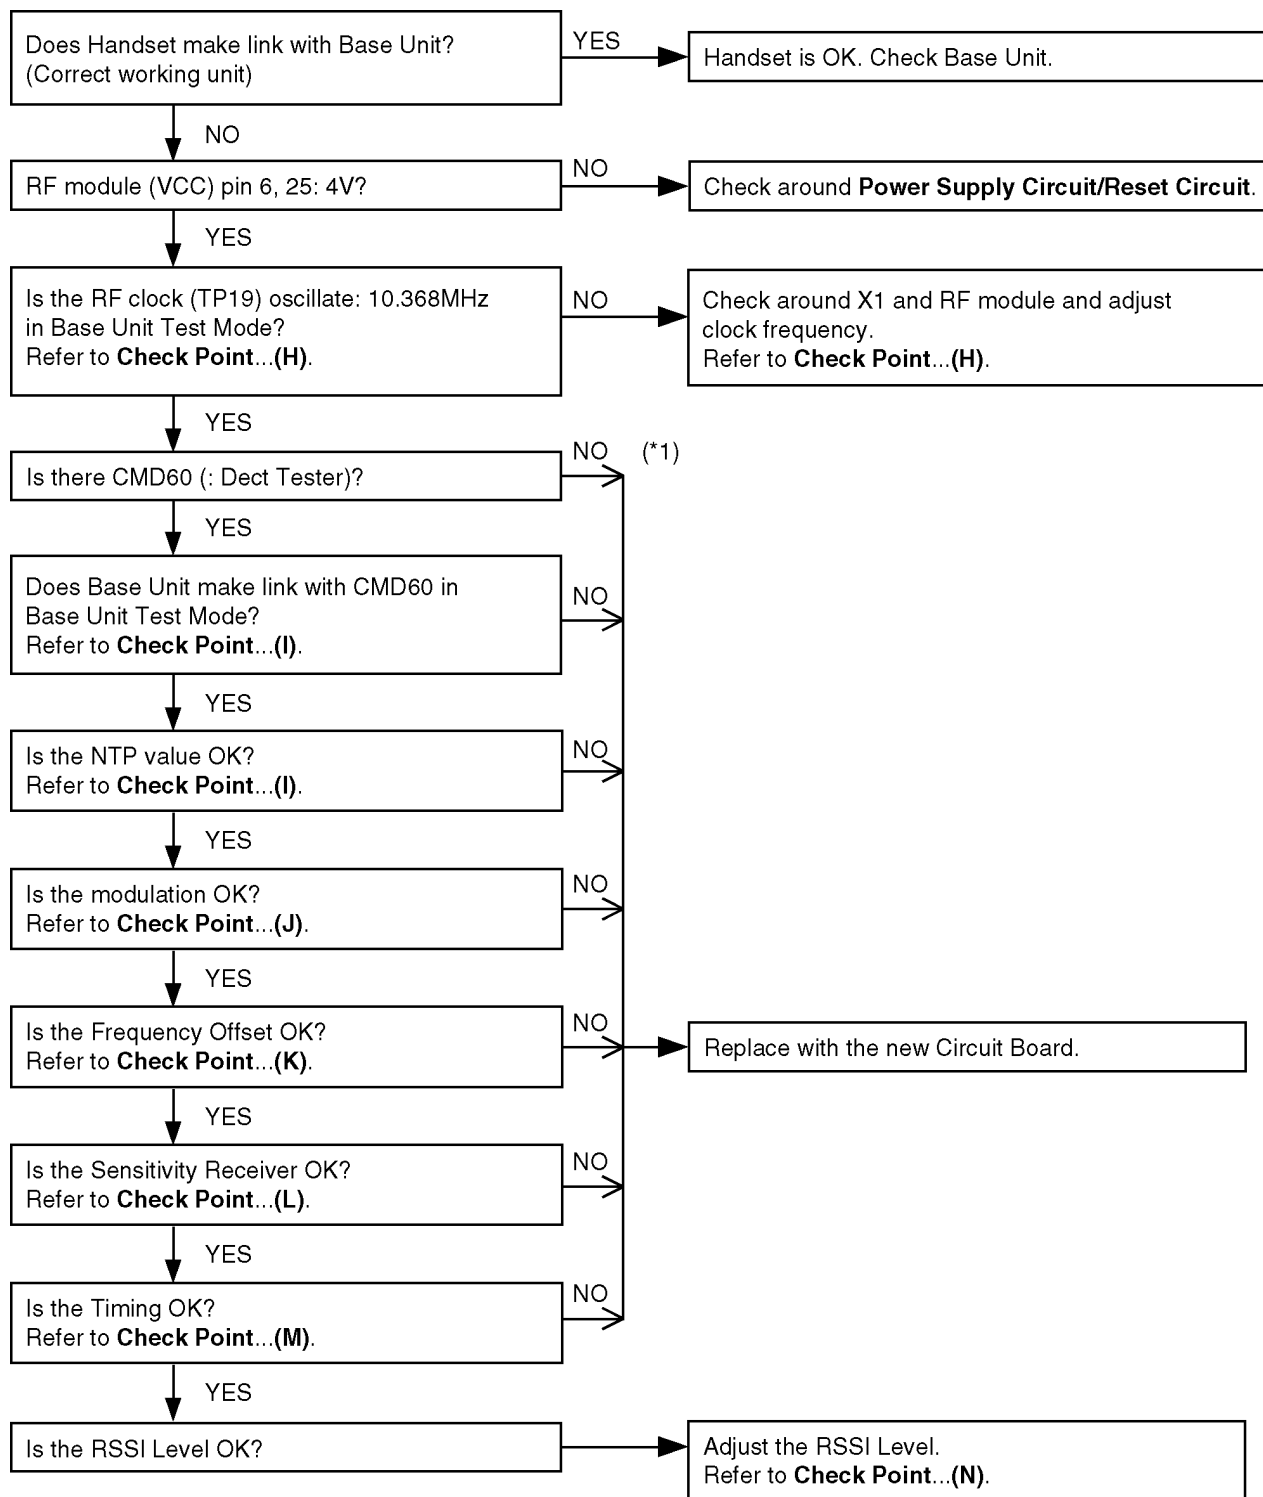 Does Handset make link with Base Unit?
(Correct working unit)
YES
Handset is OK. Check Base Unit.
NO
RF module (VCC) pin 6, 25: 4V?
NO
Check around Power Supply Circuit/Reset Circuit.
YES
Is the RF clock (TP19) oscillate: 10.368MHz
in Base Unit Test Mode?
Refer to Check Point...(H).
NO
Check around X1 and RF module and adjust
clock frequency.
Refer to Check Point...(H).
YES
Is there CMD60 (: Dect Tester)?
NO
(*1)
YES
Does Base Unit make link with CMD60 in
Base Unit Test Mode?
Refer to Check Point...(I).
NO
YES
Is the NTP value OK?
Refer to Check Point...(I).
NO
YES
Is the modulation OK?
Refer to Check Point...(J).
NO
YES
Is the Frequency Offset OK?
Refer to Check Point...(K).
NO
Replace with the new Circuit Board.
YES
Is the Sensitivity Receiver OK?
Refer to Check Point...(L).
NO
YES
Is the Timing OK?
Refer to Check Point...(M).
NO
YES
Is the RSSI Level OK?
Adjust the RSSI Level.
Refer to Check Point...(N).